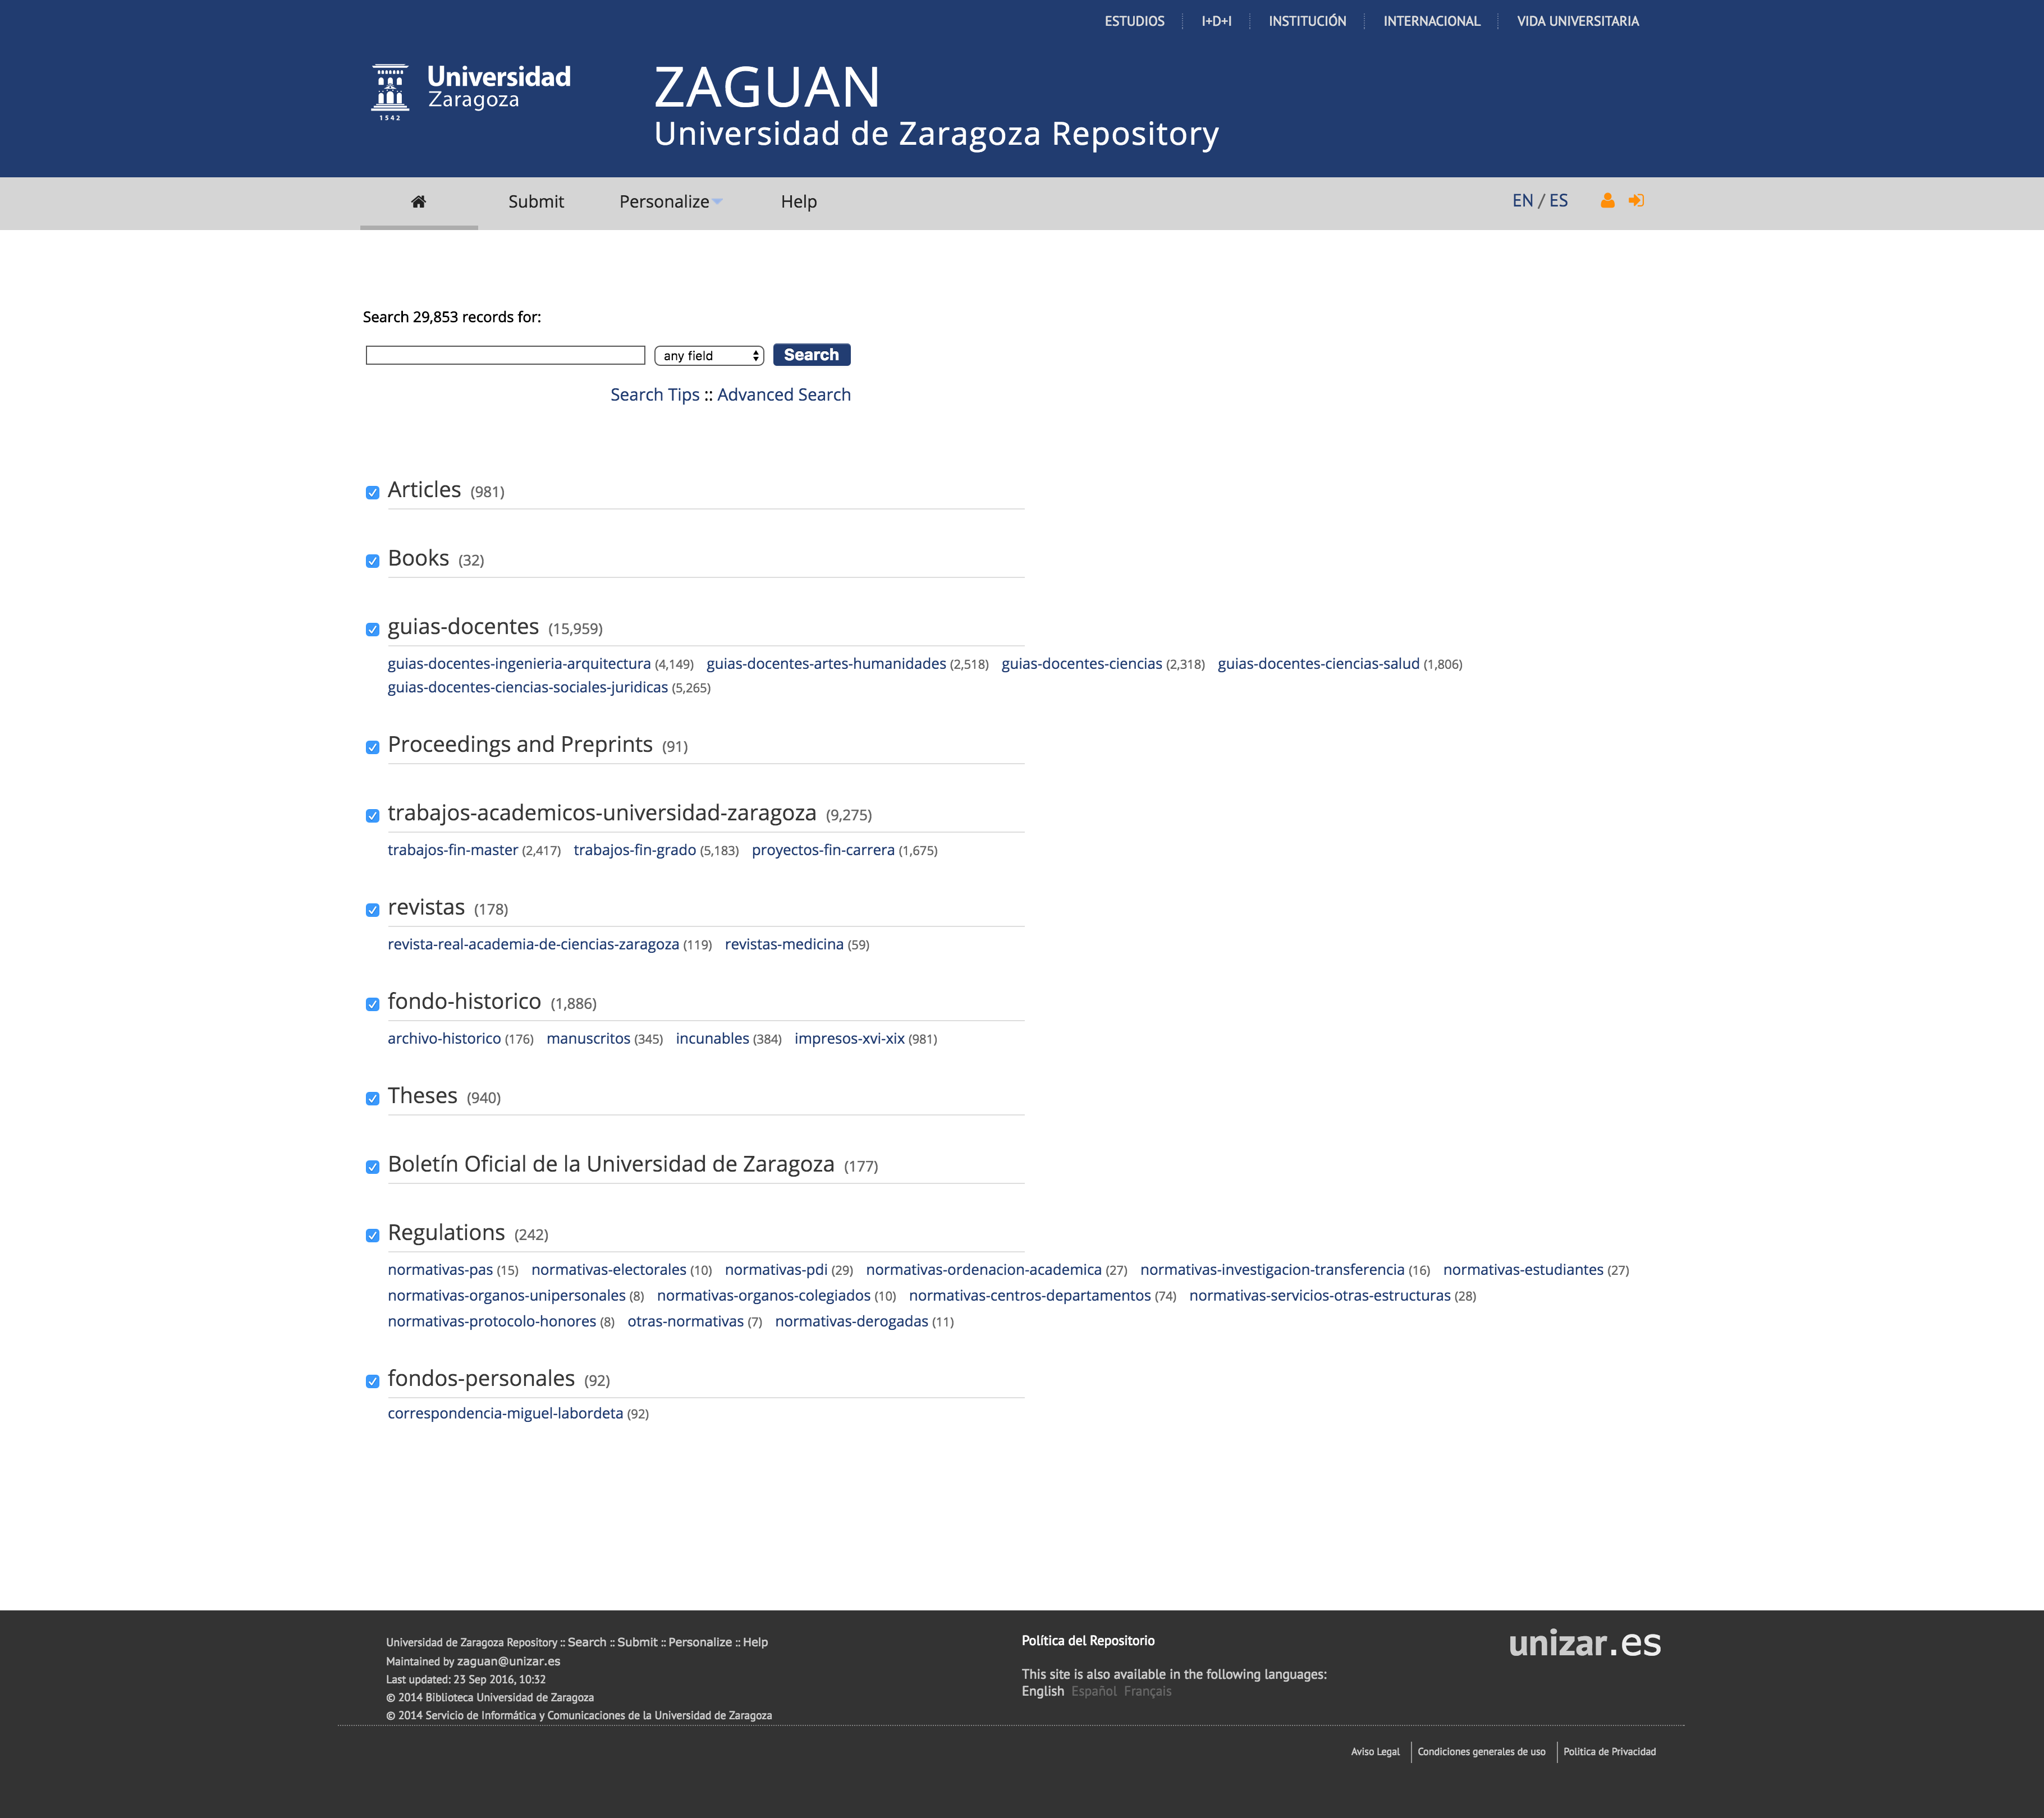 ESTUDIOS I+D+I INSTITUCIÓN INTERNACIONAL VIDA UNIVERSITARIA
Universidad
Zaragoza
1542
ZAGUAN
Universidad de Zaragoza Repository
Submit Personalize Help EN / ES
Search 29,853 records for:
any field Search
Search Tips :: Advanced Search
Articles (981)
Books (32)
guias-docentes (15,959)
guias-docentes-ingenieria-arquitectura (4,149) guias-docentes-artes-humanidades (2,518) guias-docentes-ciencias (2,318) guias-docentes-ciencias-salud (1,806)
guias-docentes-ciencias-sociales-juridicas (5,265)
Proceedings and Preprints (91)
trabajos-academicos-universidad-zaragoza (9,275)
trabajos-fin-master (2,417) trabajos-fin-grado (5,183) proyectos-fin-carrera (1,675)
revistas (178)
revista-real-academia-de-ciencias-zaragoza (119) revistas-medicina (59)
fondo-historico (1,886)
archivo-historico (176) manuscritos (345) incunables (384) impresos-xvi-xix (981)
Theses (940)
Boletín Oficial de la Universidad de Zaragoza (177)
Regulations (242)
normativas-pas (15) normativas-electorales (10) normativas-pdi (29) normativas-ordenacion-academica (27) normativas-investigacion-transferencia (16) normativas-estudiantes (27)
normativas-organos-unipersonales (8) normativas-organos-colegiados (10) normativas-centros-departamentos (74) normativas-servicios-otras-estructuras (28)
normativas-protocolo-honores (8) otras-normativas (7) normativas-derogadas (11)
fondos-personales (92)
correspondencia-miguel-labordeta (92)
Universidad de Zaragoza Repository :: Search :: Submit :: Personalize :: Help
Maintained by zaguan@unizar.es
Last updated: 23 Sep 2016, 10:32
© 2014 Biblioteca Universidad de Zaragoza
© 2014 Servicio de Informática y Comunicaciones de la Universidad de Zaragoza
Política del Repositorio
This site is also available in the following languages:
English Español Français
unizar.es
Aviso Legal Condiciones generales de uso Politica de Privacidad